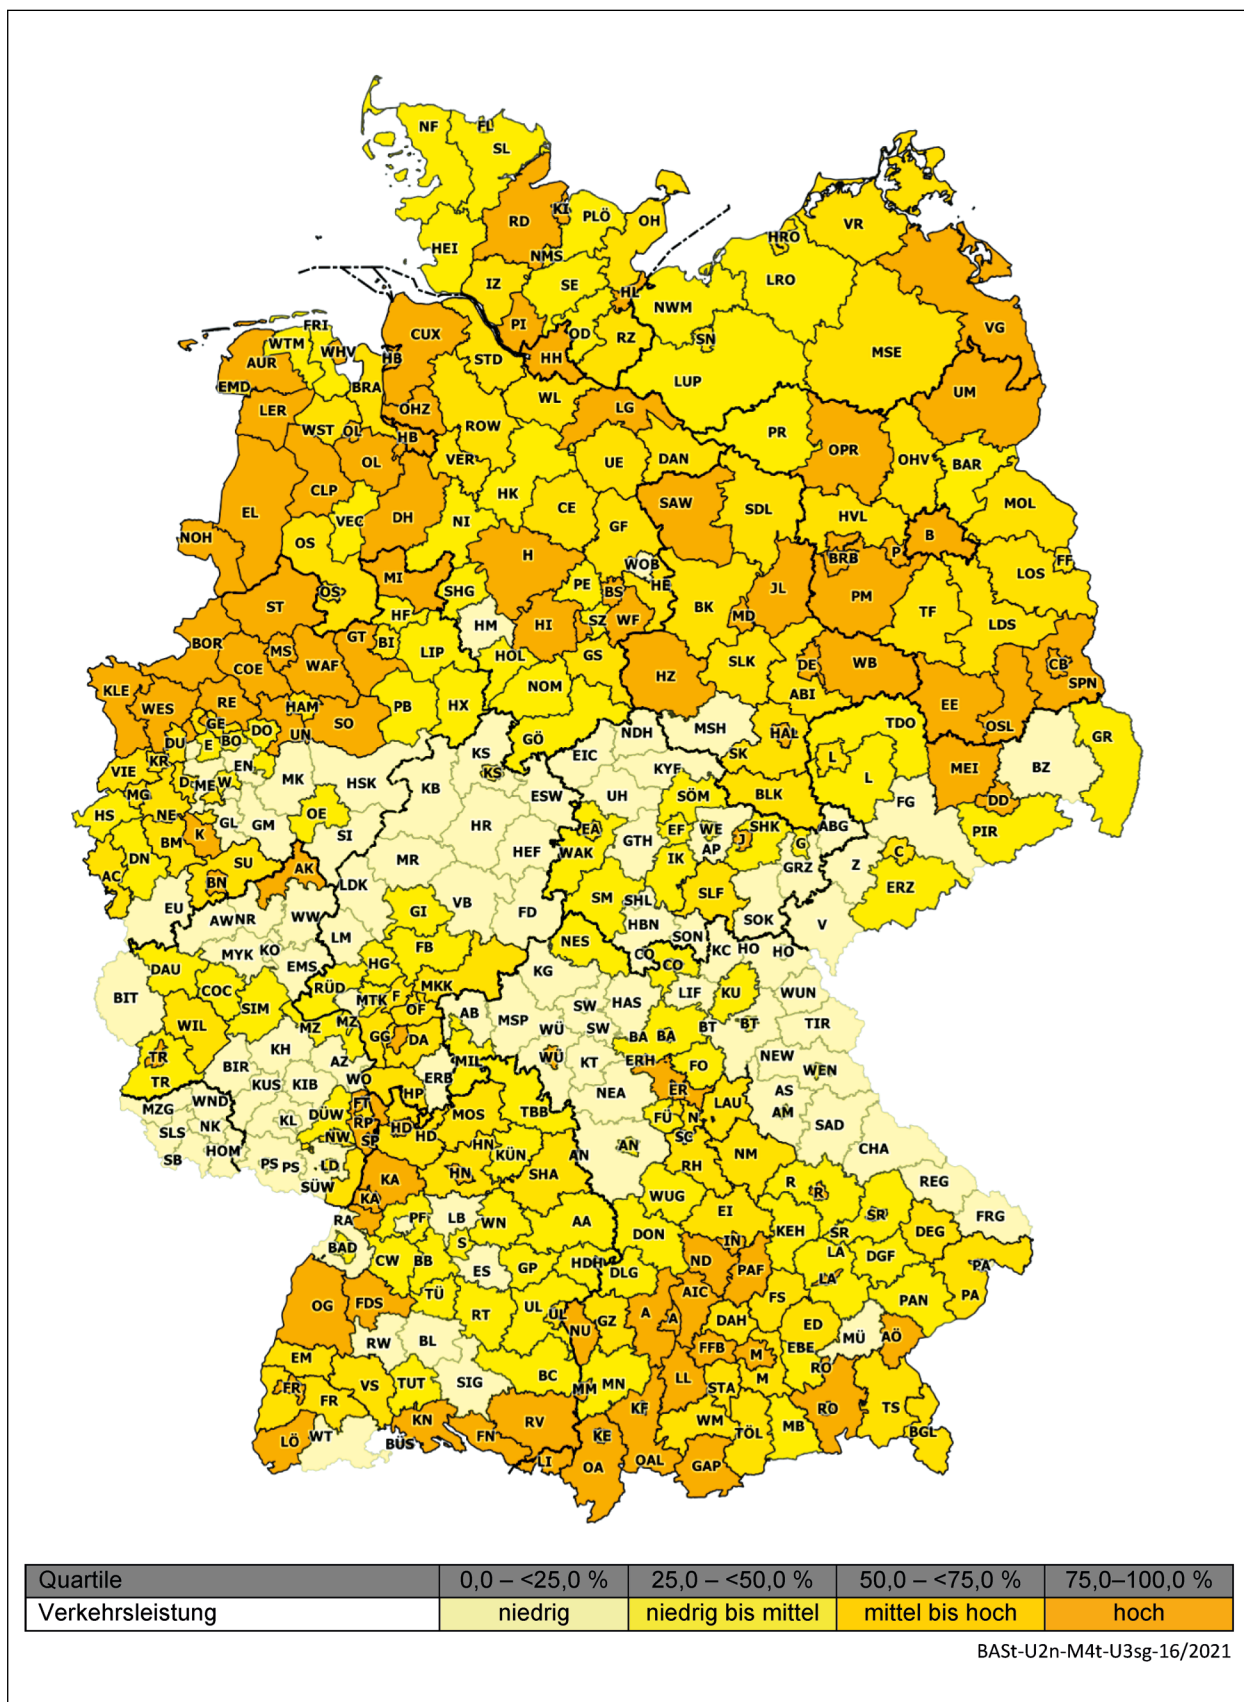 NF FL
SL
RD KI PLÖ OH
HEI NMS
IZ SE HL
HRO VR
LRO
NWM
VG
FRI
WTM WHV HB CUX PI OD RZ SN
AUR STD HH MSE
EMD BRA LUP
LER OHZ WL LG UM
WST OL HB ROW PR
OL VER UE DAN OPR OHV BAR
CLP HK
EL VEC DH NI CE SAW SDL HVL MOL
NOH OS GF B
H WOB BRB P FF
MI PE HE LOS
ST OS SHG BS BK JL PM TF
HF HM HI SZ WF MD LDS
BOR GT BI
COE MS WAF LIP HOL GS SLK DE WB CB
KLE NOM HZ ABI SPN
WES RE PB HX EE
HAM SO OSL
GE UN GÖ NDH MSH HAL TDO GR
DU E BO DO KS EIC SK
KR EN KS KYF L MEI BZ
VIE D ME W MK HSK KB L
MG ESW UH SÖM BLK DD
HS NE GL GM OE HR EA EF WE SHK ABG FG PIR
BM K SI GTH AP J G
DN SU MR HEF WAK IK GRZ Z C
AC BN AK LDK SLF ERZ
EU GI VB FD SM SHL
AW NR WW HBN SOK V
LM FB NES SON
MYK KO CO KC HO HO
DAU EMS HG KG CO
BIT COC RÜD MTK F MKK LIF KU WUN
SIM OF AB HAS
WIL MZ MZ SW
GG DA MSP WÜ SW BA BA BT BT TIR
TR KH
TR BIR AZ MIL WÜ KT ERH FO NEW WEN
KUS KIB WO ERB ER AS
MZG WND HP NEA LAU AM
DÜW FT MOS TBB FÜ N
SLS NK KL RP SAD
NW SP HD HD HN AN AN SC
SB HOM KÜN NM CHA
PS PS LD SHA RH
SÜW KA HN REG
KA WUG R R
RA LB FRG
PF WN AA EI SR
BAD S DON KEH SR DEG
CW BB IN LA
ES GP HDH ND DGF PA
OG FDS TÜ DLG PAF LA
RT UL AIC FS PAN PA
UL A A DAH
RW BL NU GZ ED MÜ AÖ
EM FFB M EBE
FR VS TUT SIG BC MN LL RO
FR MM STA M
KN RV KF WM RO TS
LÖ WT BÜS FN KE TÖL MB BGL
LI OAL GAP
OA
Quartile 0,0 – <25,0 % 25,0 – <50,0 % 50,0 – <75,0 % 75,0–100,0 %
Verkehrsleistung niedrig niedrig bis mittel mittel bis hoch hoch
BASt-U2n-M4t-U3sg-16/2021